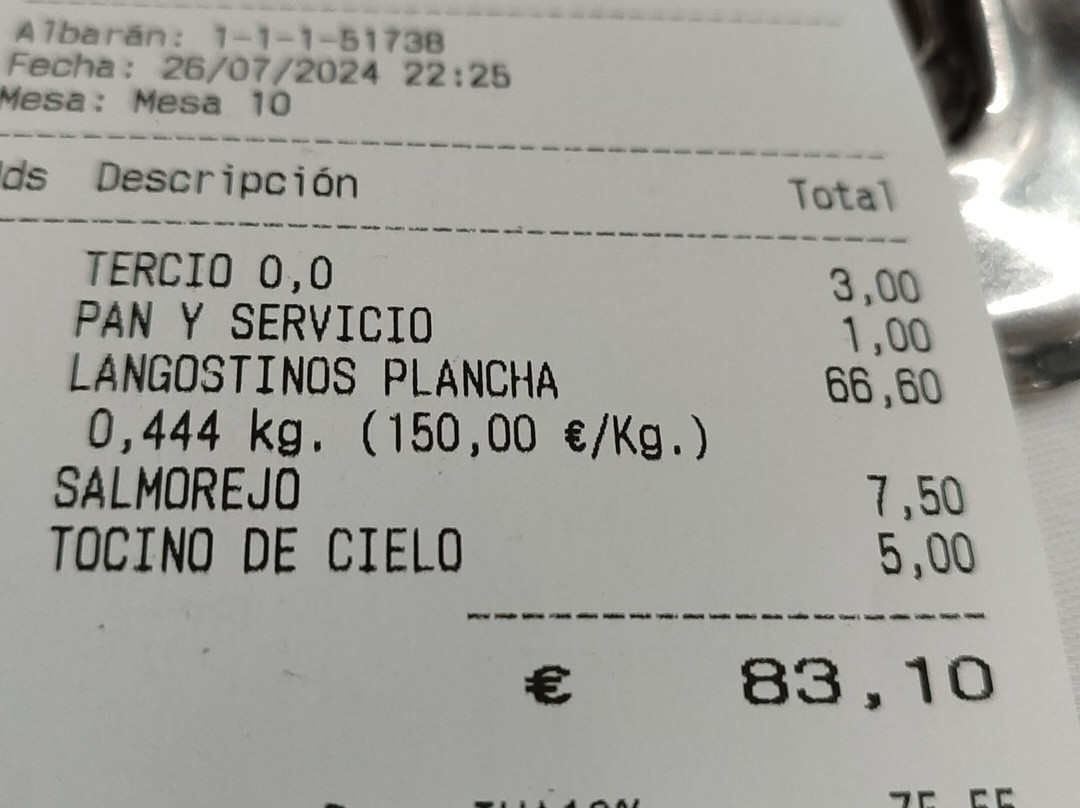 Albarán: 1-1-1-51738
Fecha: 26/07/2024 22:25
Mesa: Mesa 10
Descripción Total
TERCIO 0,0 3,00
PAN Y SERVICIO 1,00
LANGOSTINOS PLANCHA 66,60
0,444 kg. (150,00 €/Kg.)
SALMOREJO 7,50
TOCINO DE CIELO 5,00
€ 83,10